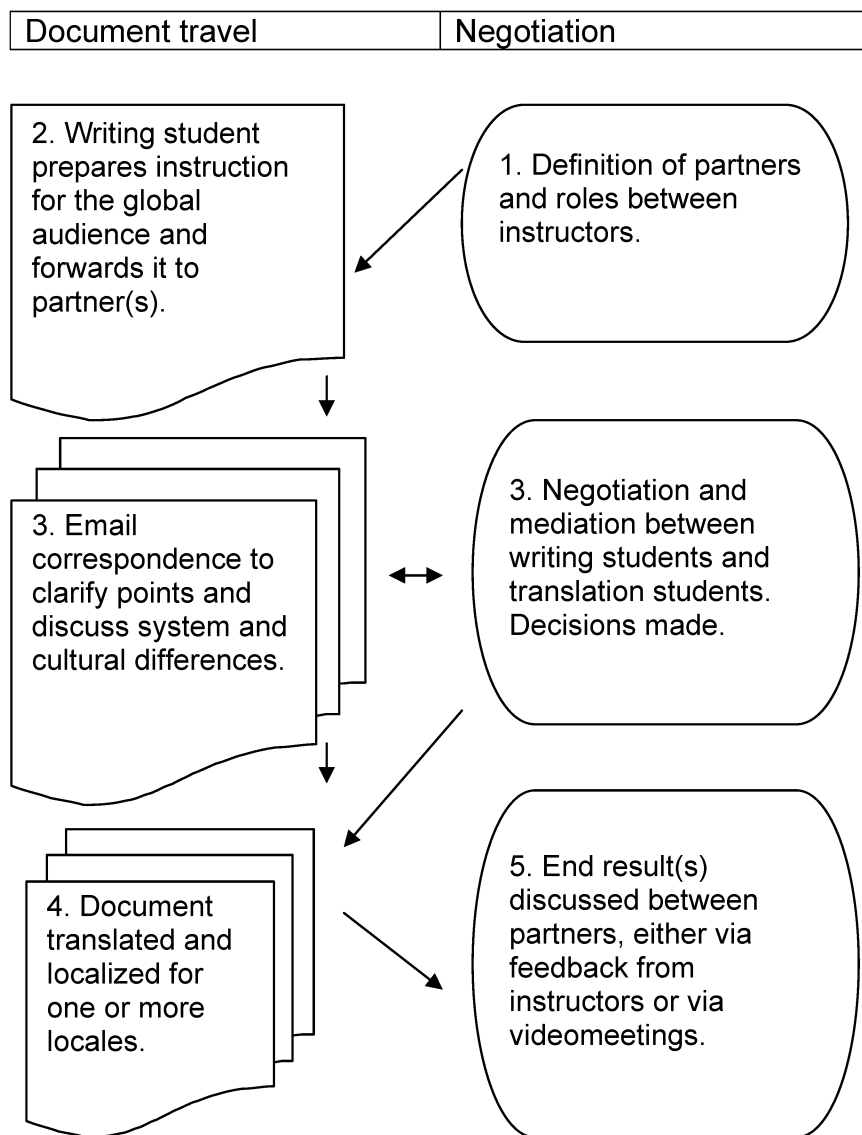 Document travel
Negotiation
2. Writing student
prepares instruction
for the global
audience and
forwards it to
partner(s).
1. Definition of partners
and roles between
instructors.
3. Email
correspondence to
clarify points and
discuss system and
cultural differences.
3. Negotiation and
mediation between
writing students and
translation students.
Decisions made.
4. Document
translated and
localized for
one or more
locales.
5. End result(s)
discussed between
partners, either via
feedback from
instructors or via
videomeetings.